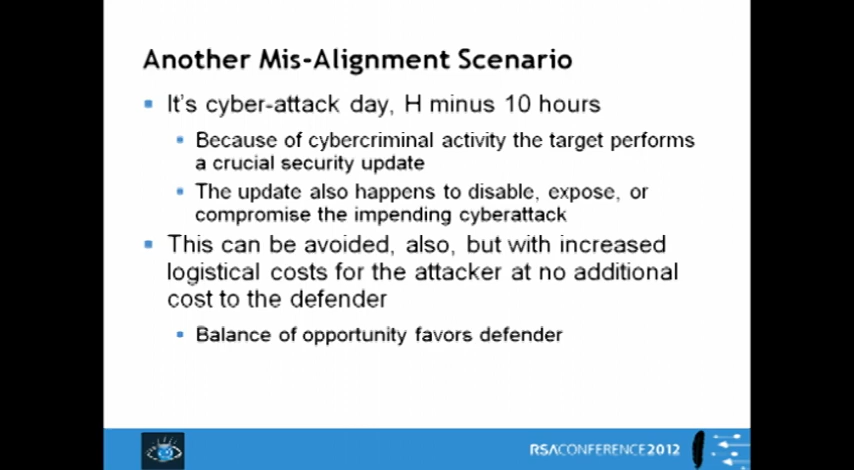 Another Mis-Alignment Scenario
It's cyber-attack day, H minus 10 hours
Because of cybercriminal activity the target performs
a crucial security update
The update also happens to disable, expose, or
compromise the impending cyberattack
This can be avoided, also, but with increased
logistical costs for the attacker at no additional
cost to the defender
Balance of opportunity favors defender
RSACONFERENCE2012